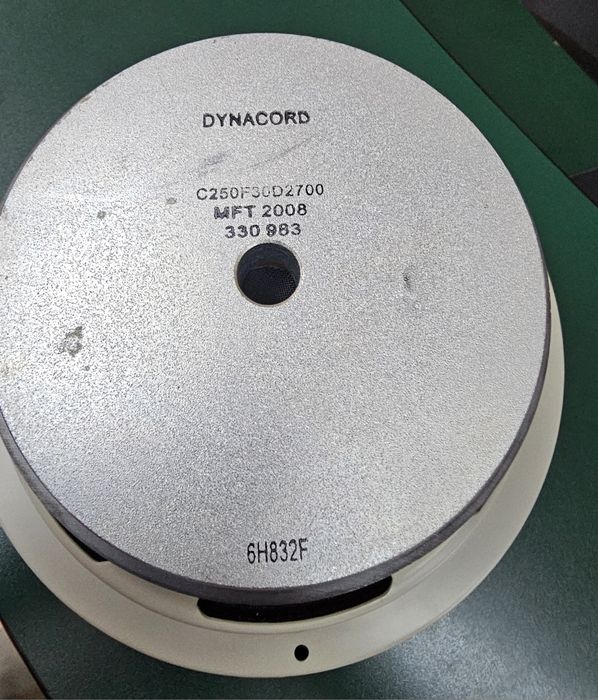 DYNACORD
C250F30D2700
MFT 2008
330 983
6H832F